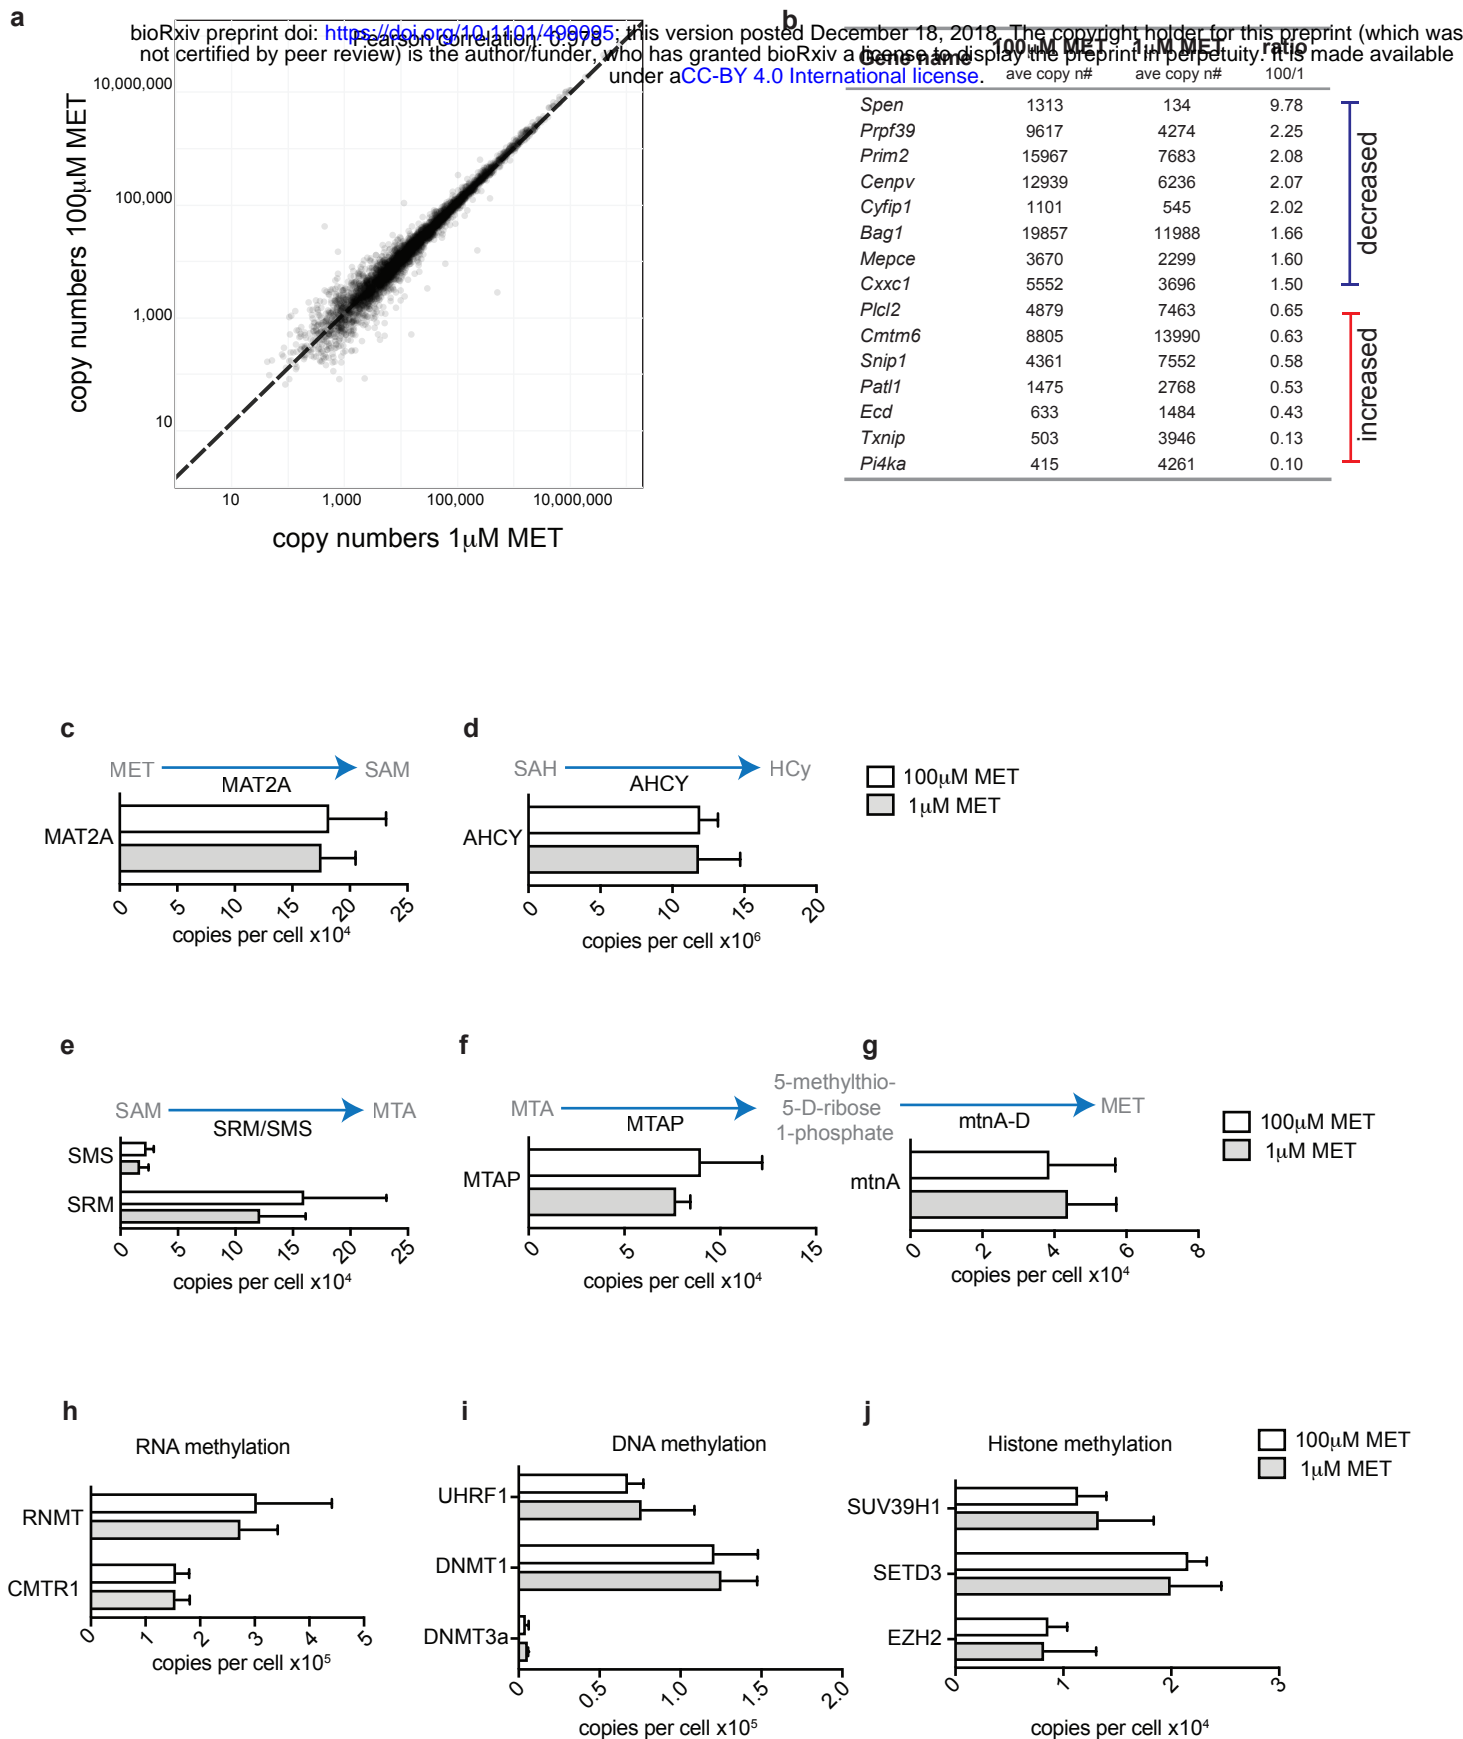 a
bioRxiv preprint doi: https://doi.org/10.1101/499095; this version posted December 18, 2018. The copyright holder for this preprint (which was
not certified by peer review) is the author/funder, who has granted bioRxiv a license to display the preprint in perpetuity. It is made available
under aCC-BY 4.0 International license.
Pearson correlation: 0.978
10,000,000
100,000
1,000
10
copy numbers 100µM MET
10 1,000 100,000 10,000,000
copy numbers 1µM MET
b
Gene name 100µM MET 1µM MET ratio
ave copy n# ave copy n# 100/1
Spen 1313 134 9.78
Prpf39 9617 4274 2.25
Prim2 15967 7683 2.08
Cenpv 12939 6236 2.07
Cyfip1 1101 545 2.02
Bag1 19857 11988 1.66
Mepce 3670 2299 1.60
Cxxc1 5552 3696 1.50
Plcl2 4879 7463 0.65
Cmtm6 8805 13990 0.63
Snip1 4361 7552 0.58
Patl1 1475 2768 0.53
Ecd 633 1484 0.43
Txnip 503 3946 0.13
Pi4ka 415 4261 0.10
decreased
increased
c
MET SAM
MAT2A
MAT2A
0 5 10 15 20 25
copies per cell x10⁴
d
SAH HCy
AHCY
AHCY
0 5 10 15 20
copies per cell x10⁶
100µM MET
1µM MET
e
SAM MTA
SRM/SMS
SMS
SRM
0 5 10 15 20 25
copies per cell x10⁴
f
MTA
MTAP
5-methylthio-
5-D-ribose
1-phosphate
MTAP
0 5 10 15
copies per cell x10⁴
g
MET
mtnA-D
mtnA
0 2 4 6 8
copies per cell x10⁴
100µM MET
1µM MET
h
RNA methylation
RNMT
CMTR1
0 1 2 3 4 5
copies per cell x10⁵
i
DNA methylation
UHRF1
DNMT1
DNMT3a
0 0.5 1.0 1.5 2.0
copies per cell x10⁵
j
Histone methylation
SUV39H1
SETD3
EZH2
0 1 2 3
copies per cell x10⁴
100µM MET
1µM MET